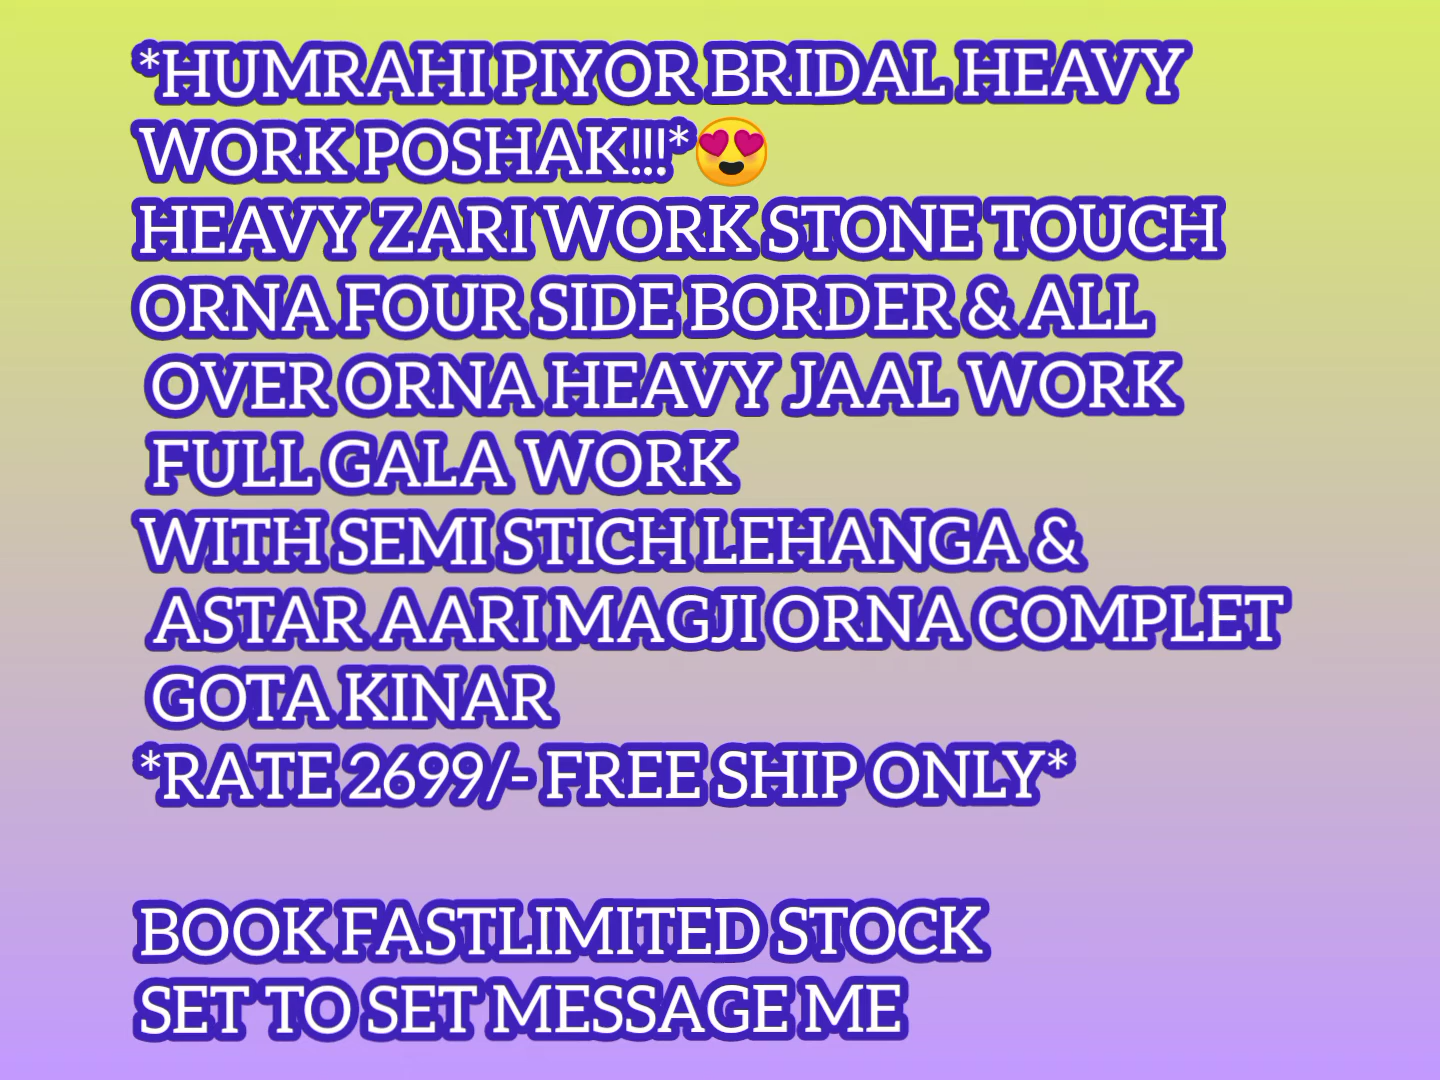 *HUMRAHI PIYOR BRIDAL HEAVY
WORK POSHAK!!!*😍
HEAVY ZARI WORK STONE TOUCH
ORNA FOUR SIDE BORDER & ALL
OVER ORNA HEAVY JAAL WORK
FULL GALA WORK
WITH SEMI STICH LEHANGA &
ASTAR AARI MAGJI ORNA COMPLET
GOTA KINAR
*RATE 2699/- FREE SHIP ONLY*
BOOK FASTLIMITED STOCK
SET TO SET MESSAGE ME